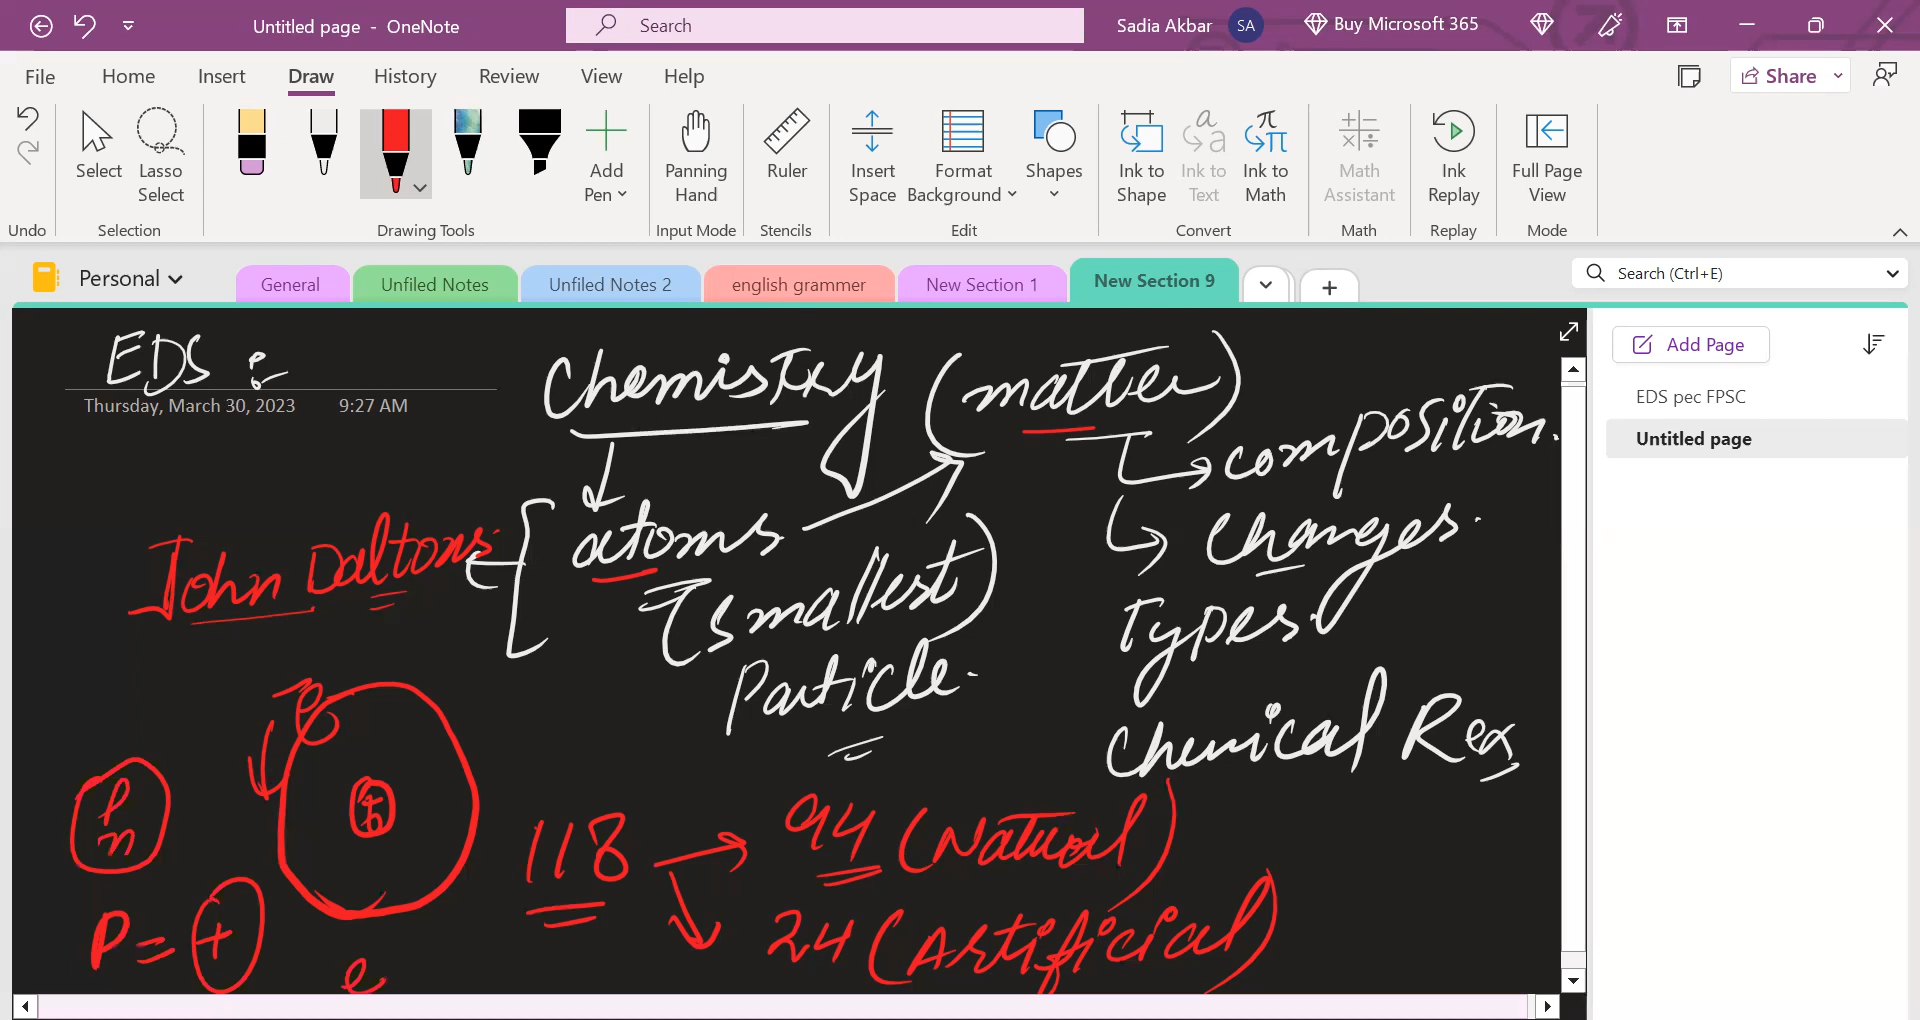 Untitled page - OneNote
Search
Sadia Akbar SA
Buy Microsoft 365
File Home Insert Draw History Review View Help
Share
Select
Lasso Select
Add Pen
Panning Hand
Ruler
Insert Space
Format Background
Shapes
Ink to Shape
Ink to Text
Ink to Math
Math Assistant
Ink Replay
Full Page View
Undo Selection Drawing Tools Input Mode Stencils Edit Convert Math Replay Mode
Personal General Unfiled Notes Unfiled Notes 2 english grammer New Section 1 New Section 9 +
Search (Ctrl+E)
Add Page
EDS pec FPSC
Untitled page
EDS :-
Thursday, March 30, 2023 9:27 AM
Chemistry (matter)
composition.
John Daltons
atoms
changes.
(smallest)
Types.
Particle.
Chemical Rex
P
n
118 94 (Natural)
24 (Artificial)
P = +
e